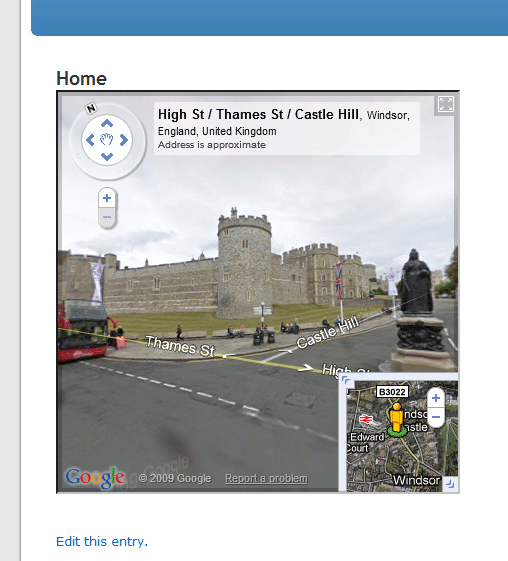 Home
N
High St / Thames St / Castle Hill, Windsor,
England, United Kingdom
Address is approximate
Thames St
Castle Hill
High St
B3022
Windsor
Castle
Edward
Court
Windsor
Google
© 2009 Google
Report a problem
Edit this entry.